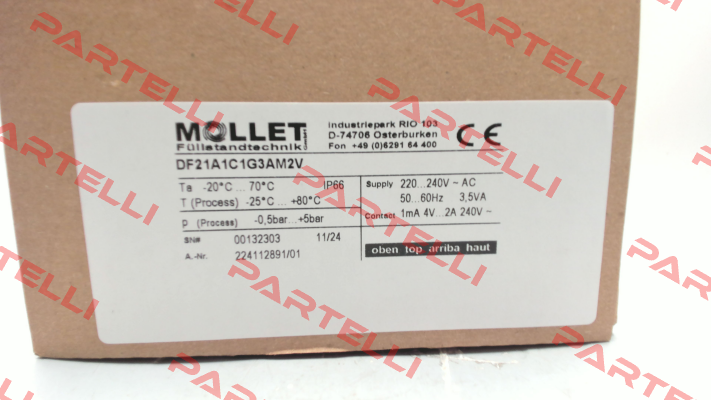 MOLLET
Füllstandtechnik GmbH
Industriepark RIO 103
D-74706 Osterburken
Fon +49 (0)6291 64 400
CE
DF21A1C1G3AM2V
Ta -20°C ... 70°C IP66
T (Process) -25°C ... +80°C
p (Process) -0,5bar...+5bar
SN# 00132303 11/24
A.-Nr. 224112891/01
Supply 220...240V ~ AC
50...60Hz 3,5VA
Contact 1mA 4V...2A 240V ~
oben top arriba haut
PARTELLI
PARTELLI
PARTELLI
PARTELLI
PARTELLI
PARTELLI
PARTELLI